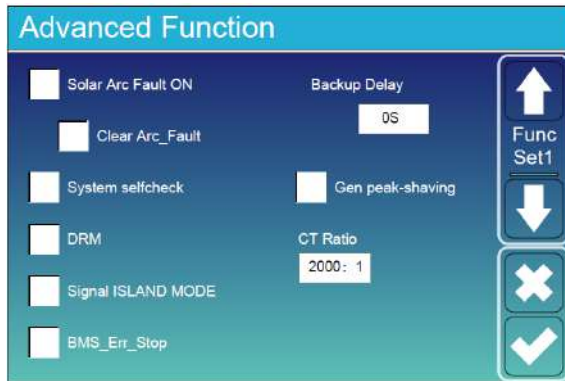 Advanced Function
Solar Arc Fault ON
Clear Arc_Fault
System selfcheck
DRM
Signal ISLAND MODE
BMS_Err_Stop
Backup Delay
0S
Gen peak-shaving
CT Ratio
2000: 1
Func
Set1